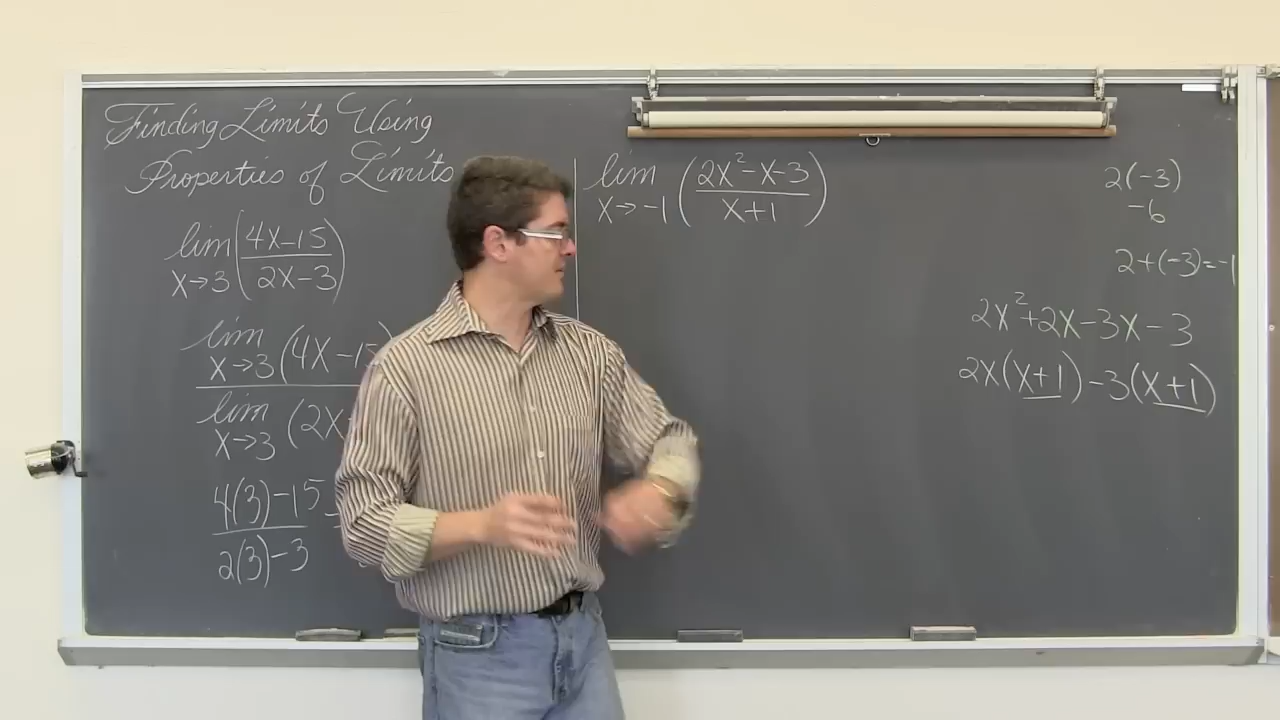 Finding Limits Using
Properties of Limits
lim (4x-15
x→3 2x-3)
lim
x→3 (4x-15)
lim
x→3 (2x
4(3)-15
2(3)-3
lim (2x²-x-3
x→-1 x+1)
2(-3)
-6
2+(-3)=-1
2x²+2x-3x-3
2x(x+1)-3(x+1)